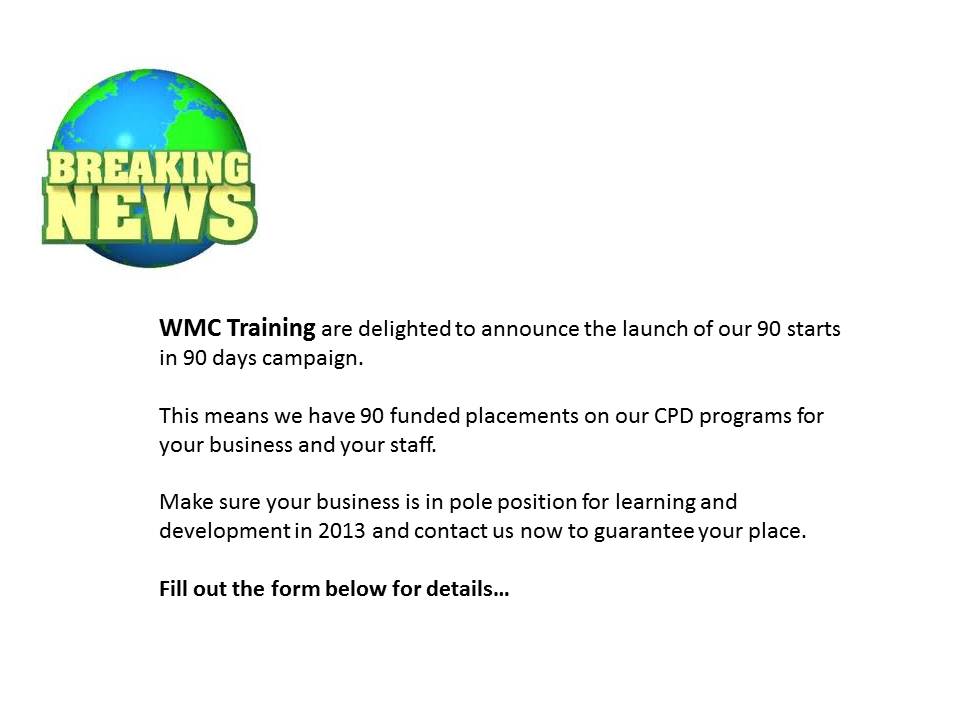 BREAKING
NEWS
WMC Training are delighted to announce the launch of our 90 starts
in 90 days campaign.
This means we have 90 funded placements on our CPD programs for
your business and your staff.
Make sure your business is in pole position for learning and
development in 2013 and contact us now to guarantee your place.
Fill out the form below for details...